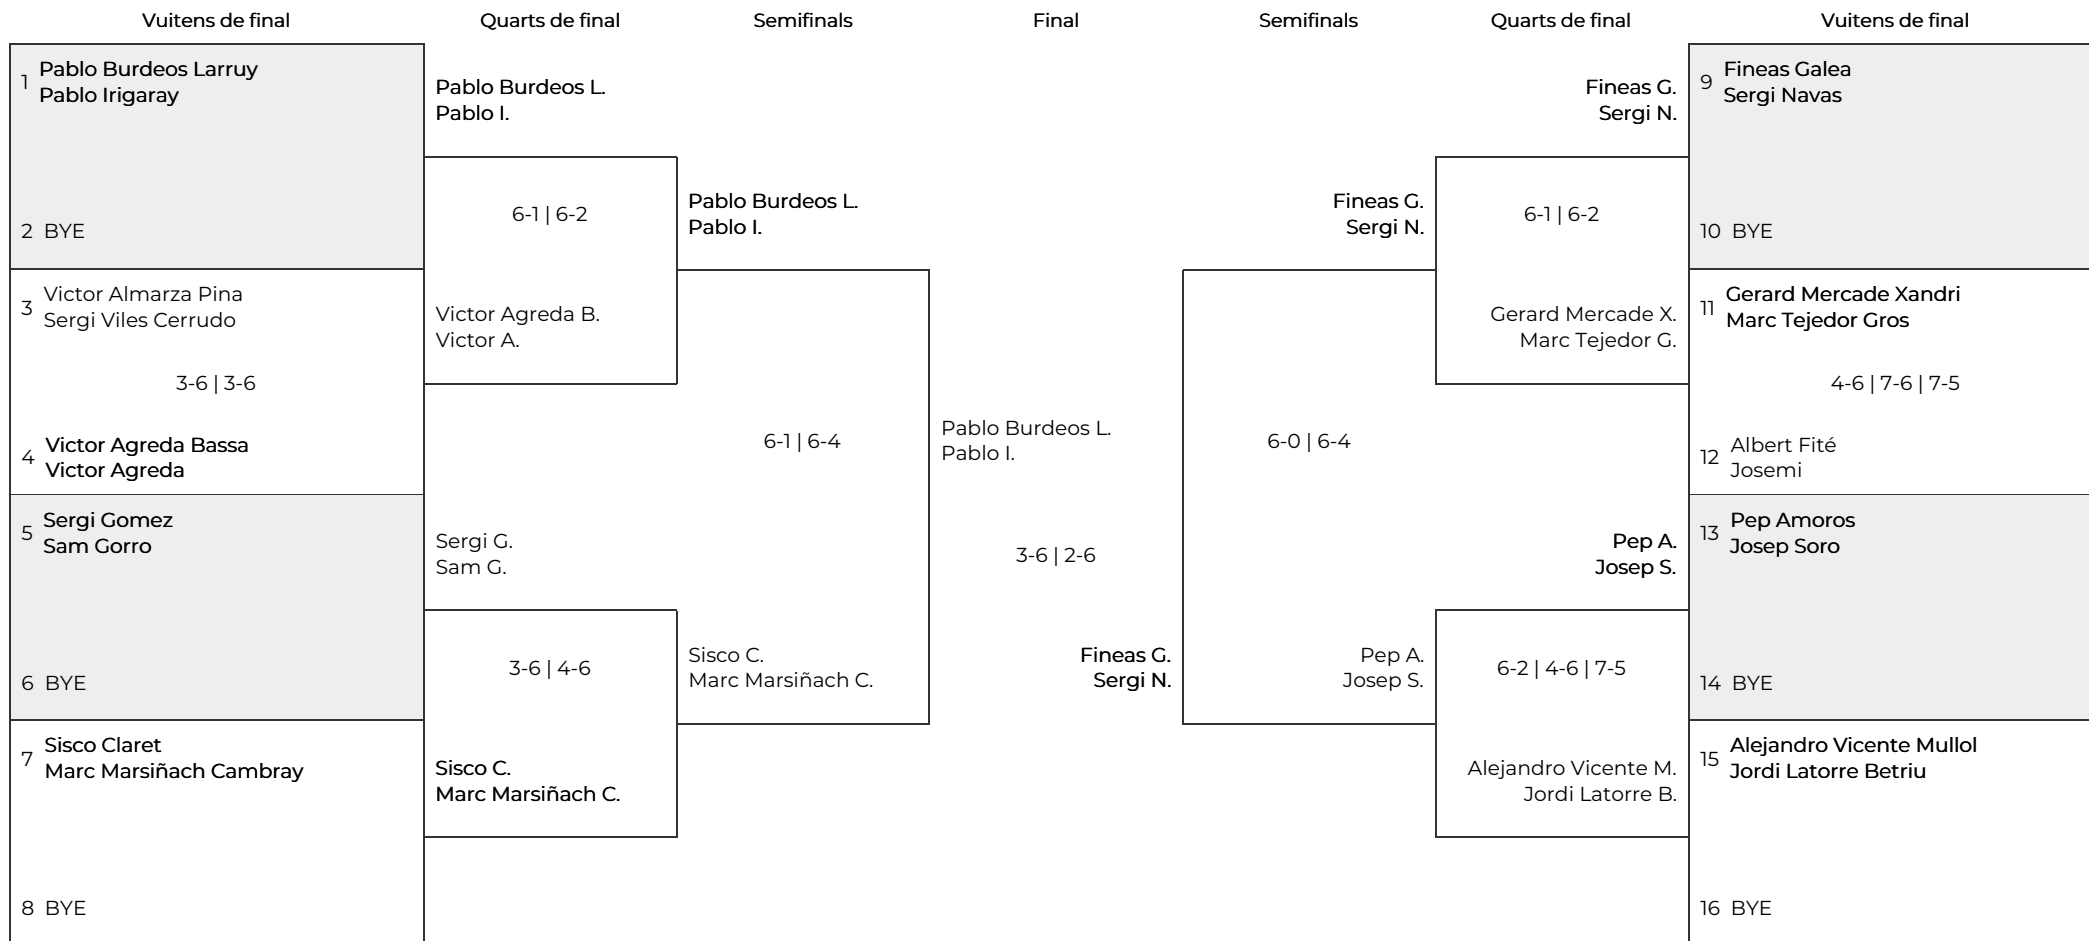 Vuitens de final
Quarts de final
Semifinals
Final
Semifinals
Quarts de final
Vuitens de final
1
Pablo Burdeos Larruy
Pablo Irigaray
2 BYE
3
Victor Almarza Pina
Sergi Viles Cerrudo
3-6 | 3-6
4
Victor Agreda Bassa
Victor Agreda
5
Sergi Gomez
Sam Gorro
6 BYE
7
Sisco Claret
Marc Marsiñach Cambray
8 BYE
Pablo Burdeos L.
Pablo I.
6-1 | 6-2
Victor Agreda B.
Victor A.
Sergi G.
Sam G.
3-6 | 4-6
Sisco C.
Marc Marsiñach C.
Pablo Burdeos L.
Pablo I.
6-1 | 6-4
Sisco C.
Marc Marsiñach C.
Pablo Burdeos L.
Pablo I.
3-6 | 2-6
Fineas G.
Sergi N.
Fineas G.
Sergi N.
6-0 | 6-4
Pep A.
Josep S.
Fineas G.
Sergi N.
6-1 | 6-2
Gerard Mercade X.
Marc Tejedor G.
Pep A.
Josep S.
6-2 | 4-6 | 7-5
Alejandro Vicente M.
Jordi Latorre B.
9
Fineas Galea
Sergi Navas
10 BYE
11
Gerard Mercade Xandri
Marc Tejedor Gros
4-6 | 7-6 | 7-5
12
Albert Fité
Josemi
13
Pep Amoros
Josep Soro
14 BYE
15
Alejandro Vicente Mullol
Jordi Latorre Betriu
16 BYE